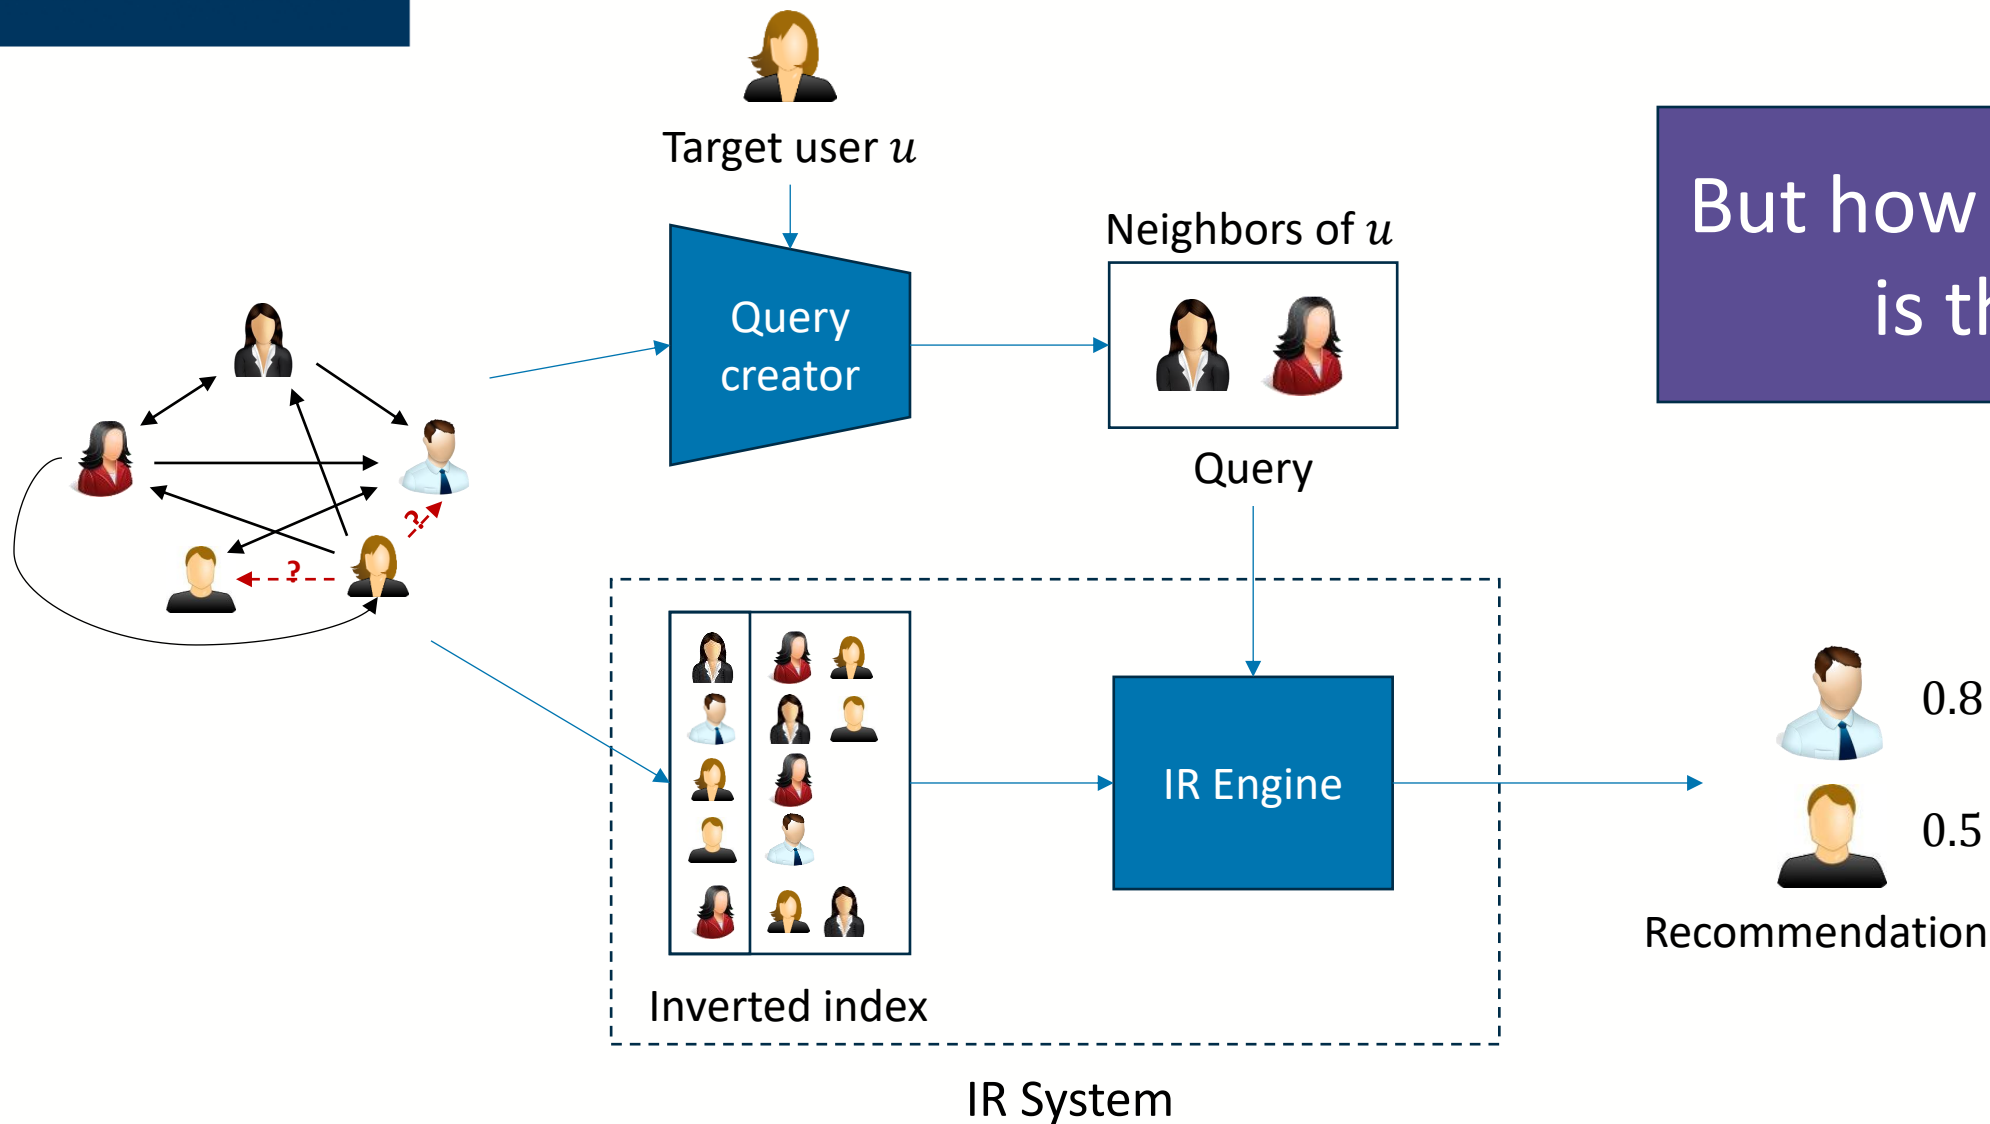 Target user u
But how
is th
Neighbors of u
Query
creator
Query
?
?
IR Engine
0.8
0.5
Recommendation
Inverted index
IR System